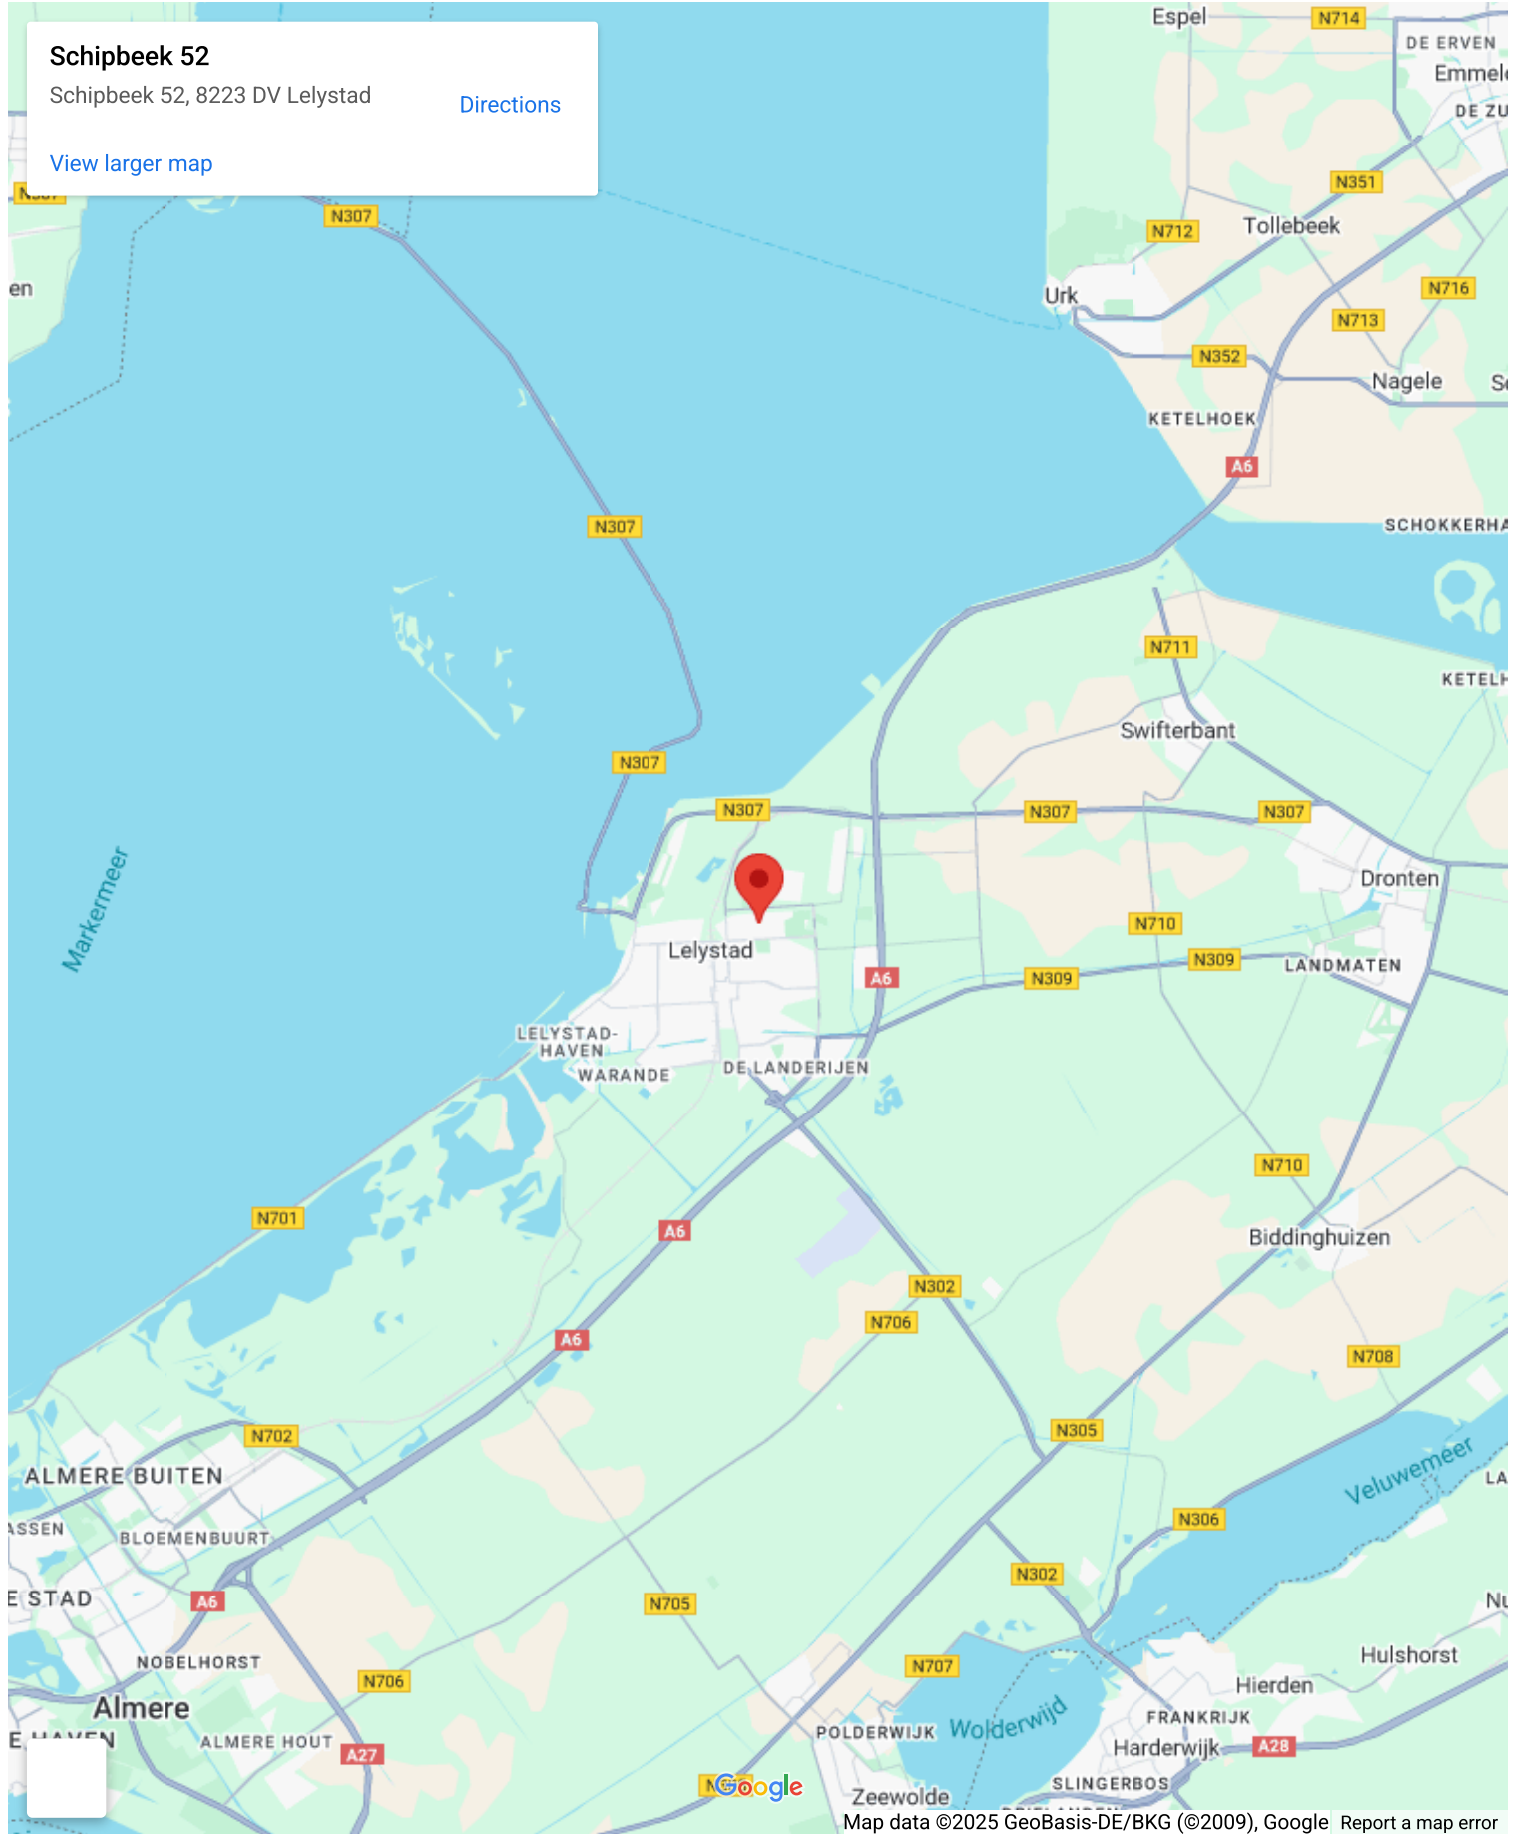 Schipbeek 52
Schipbeek 52, 8223 DV Lelystad
Directions
View larger map
Espel
N714
DE ERVEN
N351
N307
N712
Tollebeek
en
N716
Urk
N713
N352
Nagele
KETELHOEK
A6
N307
N711
Swifterbant
N307
N307
N307
N307
Markermeer
Dronten
N710
Lelystad
N309
LANDMATEN
A6
N309
LELYSTAD-
HAVEN
WARANDE
DE LANDERIJEN
N710
N701
A6
Biddinghuizen
N302
N706
A6
N708
N305
N702
ALMERE BUITEN
Veluwemeer
N306
BLOEMENBUURT
N302
A6
E STAD
N705
Hulshorst
NOBELHORST
N707
N706
Hierden
Almere
Wolderwijd
FRANKRIJK
POLDERWIJK
ALMERE HOUT
Harderwijk
A28
A27
SLINGERBOS
Google
Zeewolde
Map data ©2025 GeoBasis-DE/BKG (©2009), Google
Report a map error